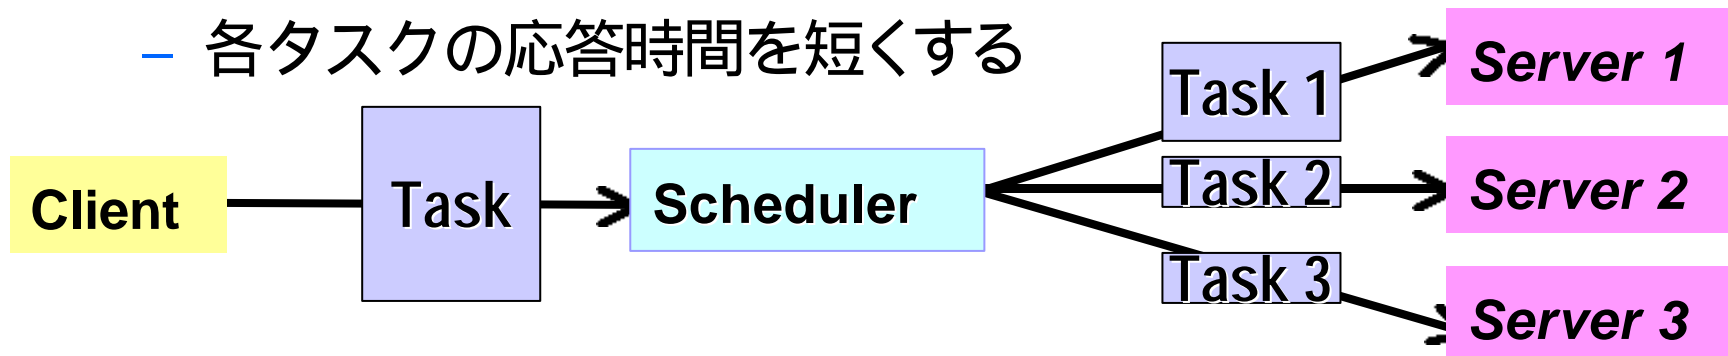 – 各タスクの応答時間を短くする
Client
Task
Scheduler
Task 1
Task 2
Task 3
Server 1
Server 2
Server 3